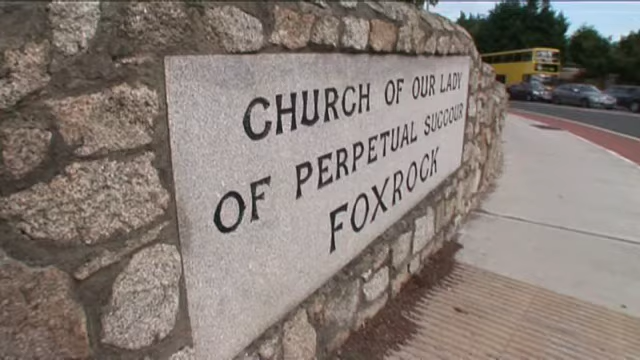 CHURCH OF OUR LADY
OF PERPETUAL SUCCOUR
FOXROCK